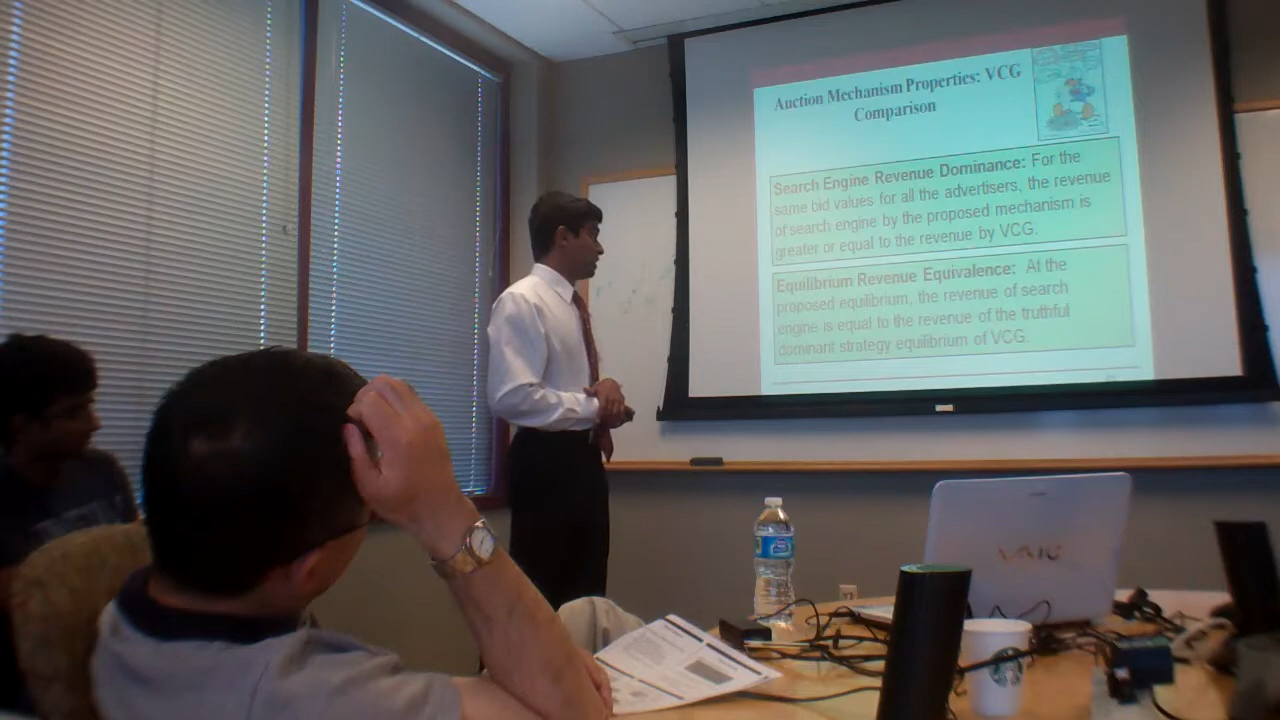 Auction Mechanism Properties: VCG
Comparison
Search Engine Revenue Dominance: For the
same bid values for all the advertisers, the revenue
of search engine by the proposed mechanism is
greater or equal to the revenue by VCG.
Equilibrium Revenue Equivalence: At the
proposed equilibrium, the revenue of search
engine is equal to the revenue of the truthful
dominant strategy equilibrium of VCG.
VAIO